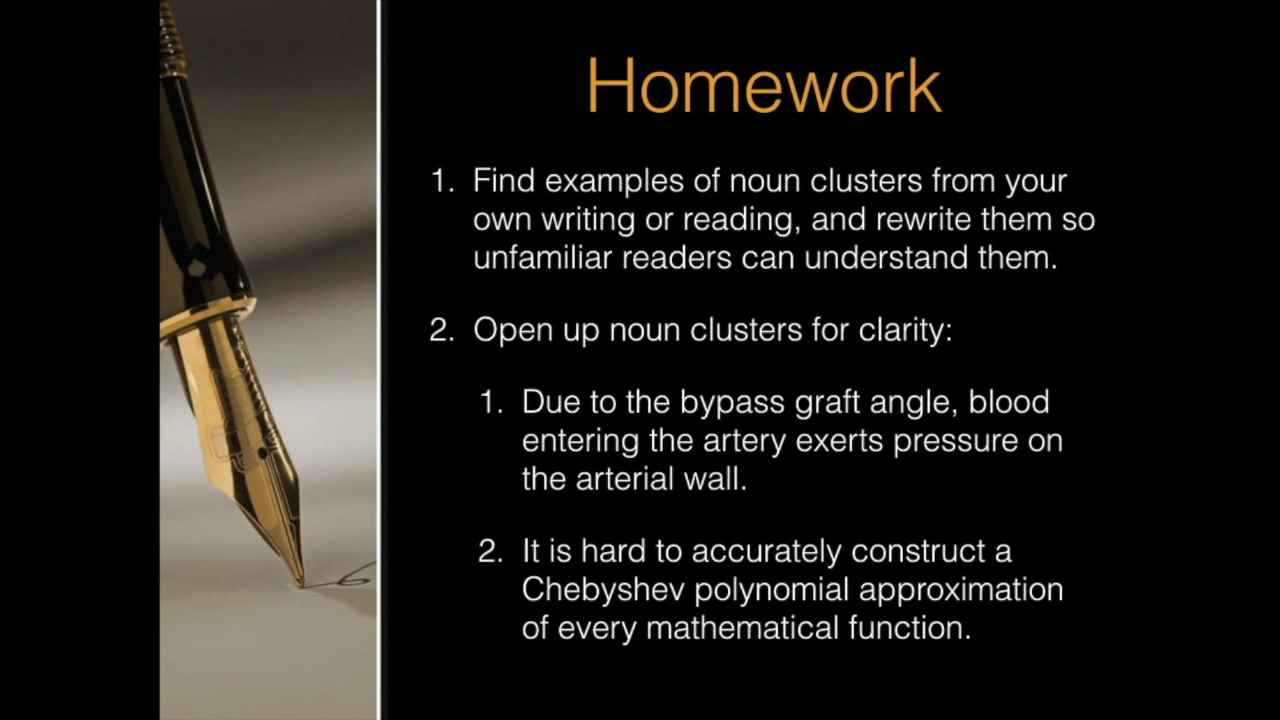 Homework
1. Find examples of noun clusters from your
own writing or reading, and rewrite them so
unfamiliar readers can understand them.
2. Open up noun clusters for clarity:
1. Due to the bypass graft angle, blood
entering the artery exerts pressure on
the arterial wall.
2. It is hard to accurately construct a
Chebyshev polynomial approximation
of every mathematical function.